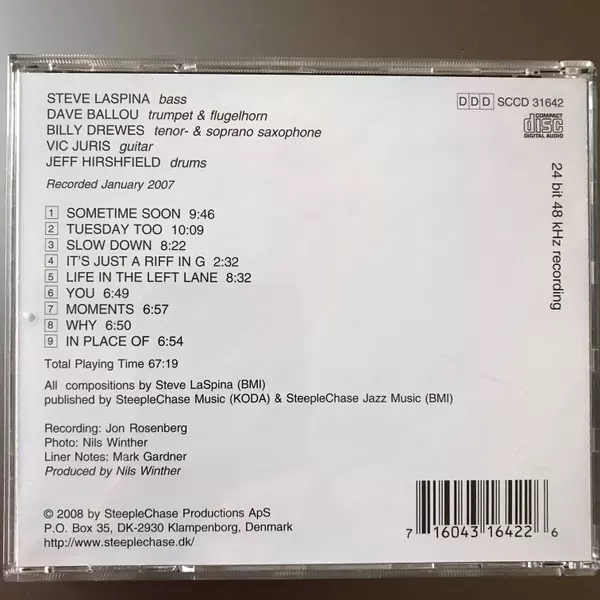 STEVE LASPINA bass
DAVE BALLOU trumpet & flugelhorn
BILLY DREWES tenor- & soprano saxophone
VIC JURIS guitar
JEFF HIRSHFIELD drums
Recorded January 2007
DDD SCCD 31642
COMPACT
disc
DIGITAL AUDIO
24 bit 48 kHz recording
1 SOMETIME SOON 9:46
2 TUESDAY TOO 10:09
3 SLOW DOWN 8:22
4 IT'S JUST A RIFF IN G 2:32
5 LIFE IN THE LEFT LANE 8:32
6 YOU 6:49
7 MOMENTS 6:57
8 WHY 6:50
9 IN PLACE OF 6:54
Total Playing Time 67:19
All compositions by Steve LaSpina (BMI)
published by SteepleChase Music (KODA) & SteepleChase Jazz Music (BMI)
Recording: Jon Rosenberg
Photo: Nils Winther
Liner Notes: Mark Gardner
Produced by Nils Winther
© 2008 by SteepleChase Productions ApS
P.O. Box 35, DK-2930 Klampenborg, Denmark
http://www.steeplechase.dk/
7 16043 16422 6